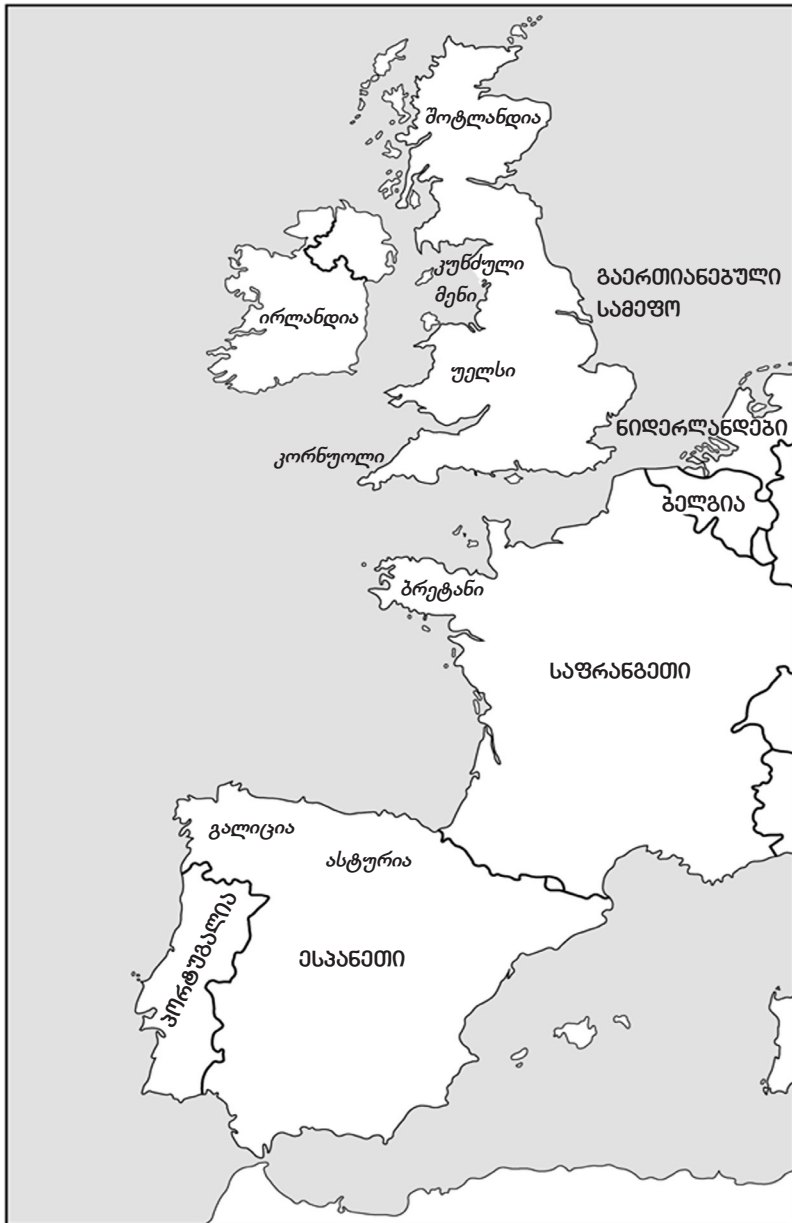 შოტლანდია
კუნძული
მენი
გაერთიანებული
სამეფო
ირლანდია
უელსი
ნიდერლანდები
კორნუოლი
ბელგია
ბრეტანი
საფრანგეთი
გალიცია
ასტურია
პორტუგალია
ესპანეთი